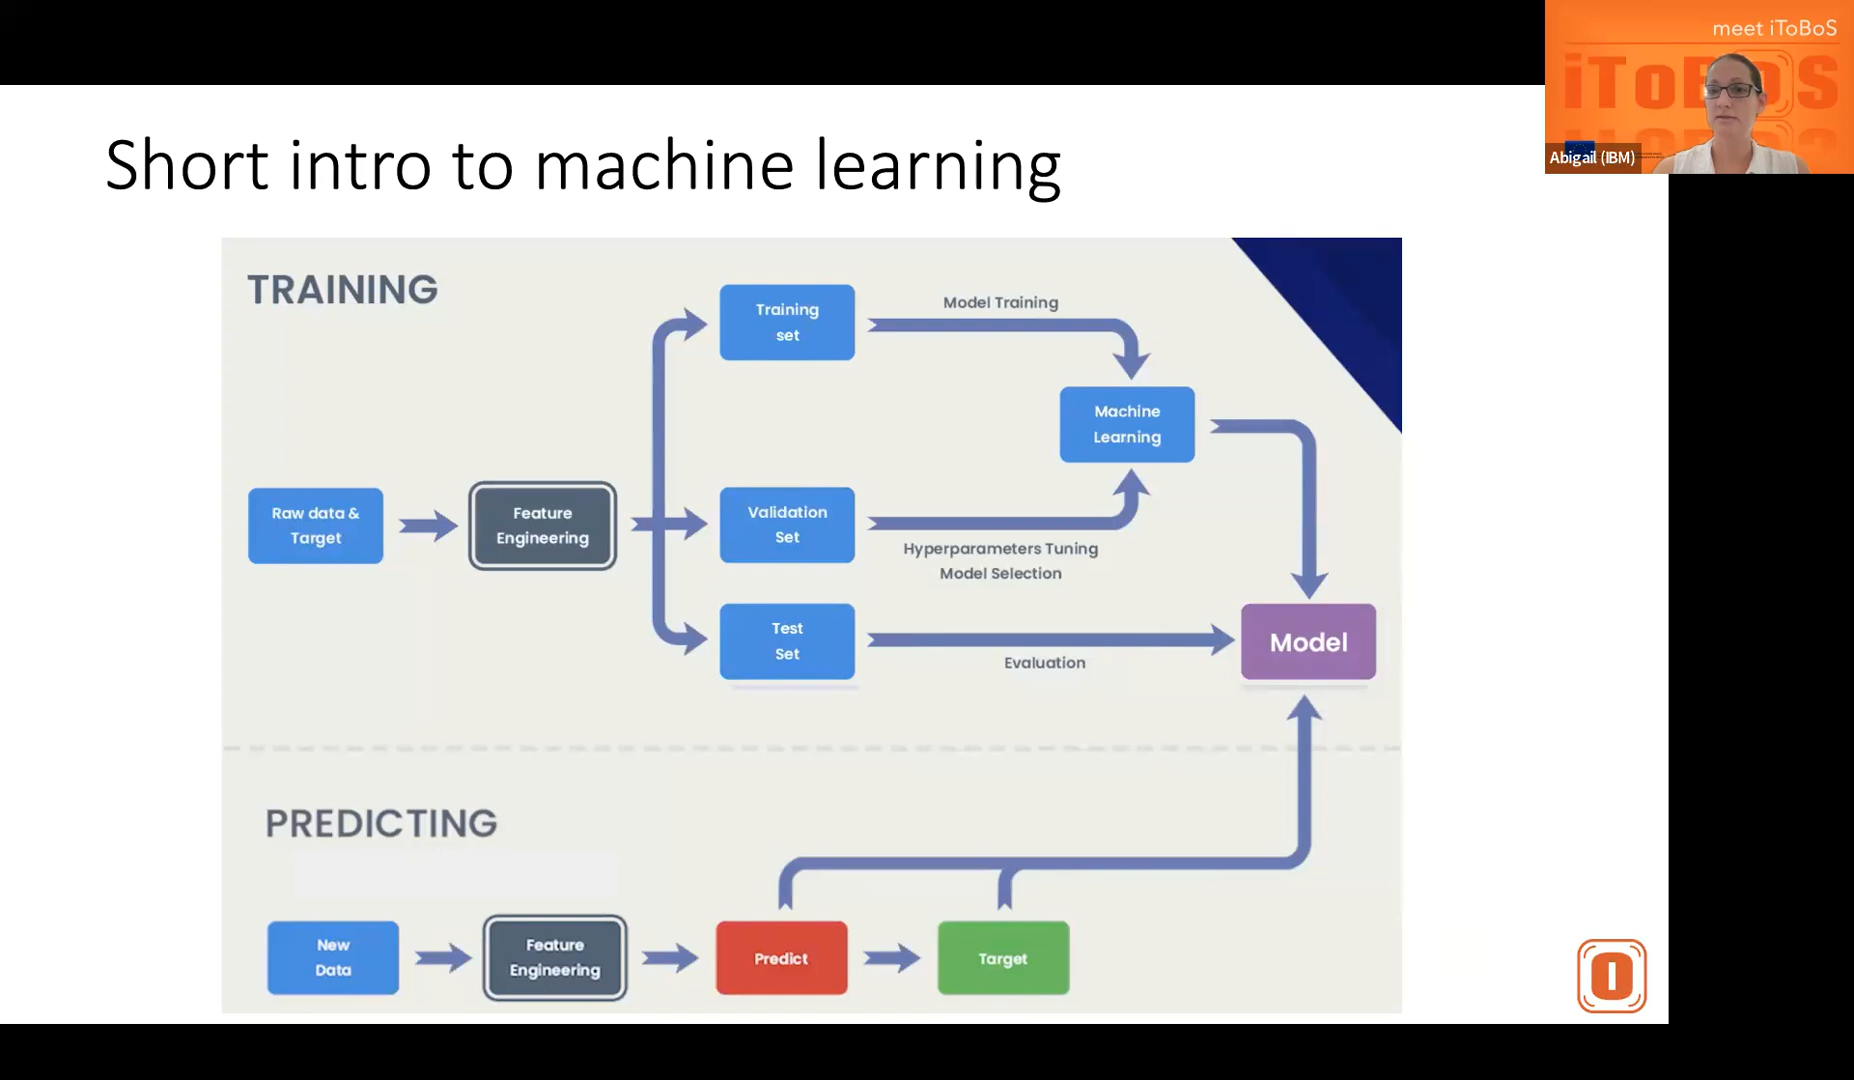 meet iToBoS
iToBoS
Abigail (IBM)
Short intro to machine learning
TRAINING
Training
set
Model Training
Machine
Learning
Raw data &
Target
Feature
Engineering
Validation
Set
Hyperparameters Tuning
Model Selection
Test
Set
Evaluation
Model
PREDICTING
New
Data
Feature
Engineering
Predict
Target